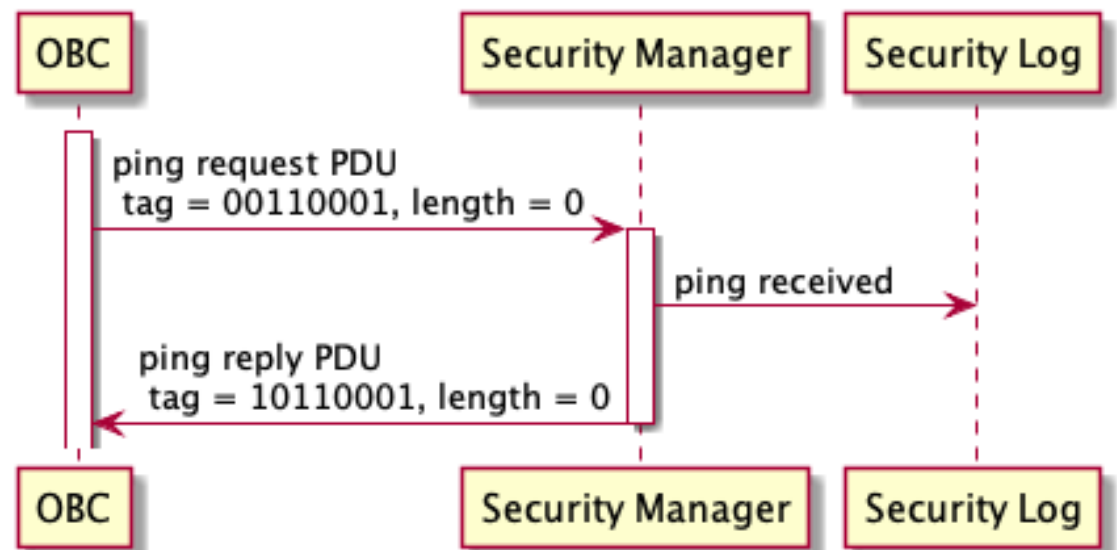 OBC
Security Manager
Security Log
ping request PDU
tag = 00110001, length = 0
ping received
ping reply PDU
tag = 10110001, length = 0
OBC
Security Manager
Security Log